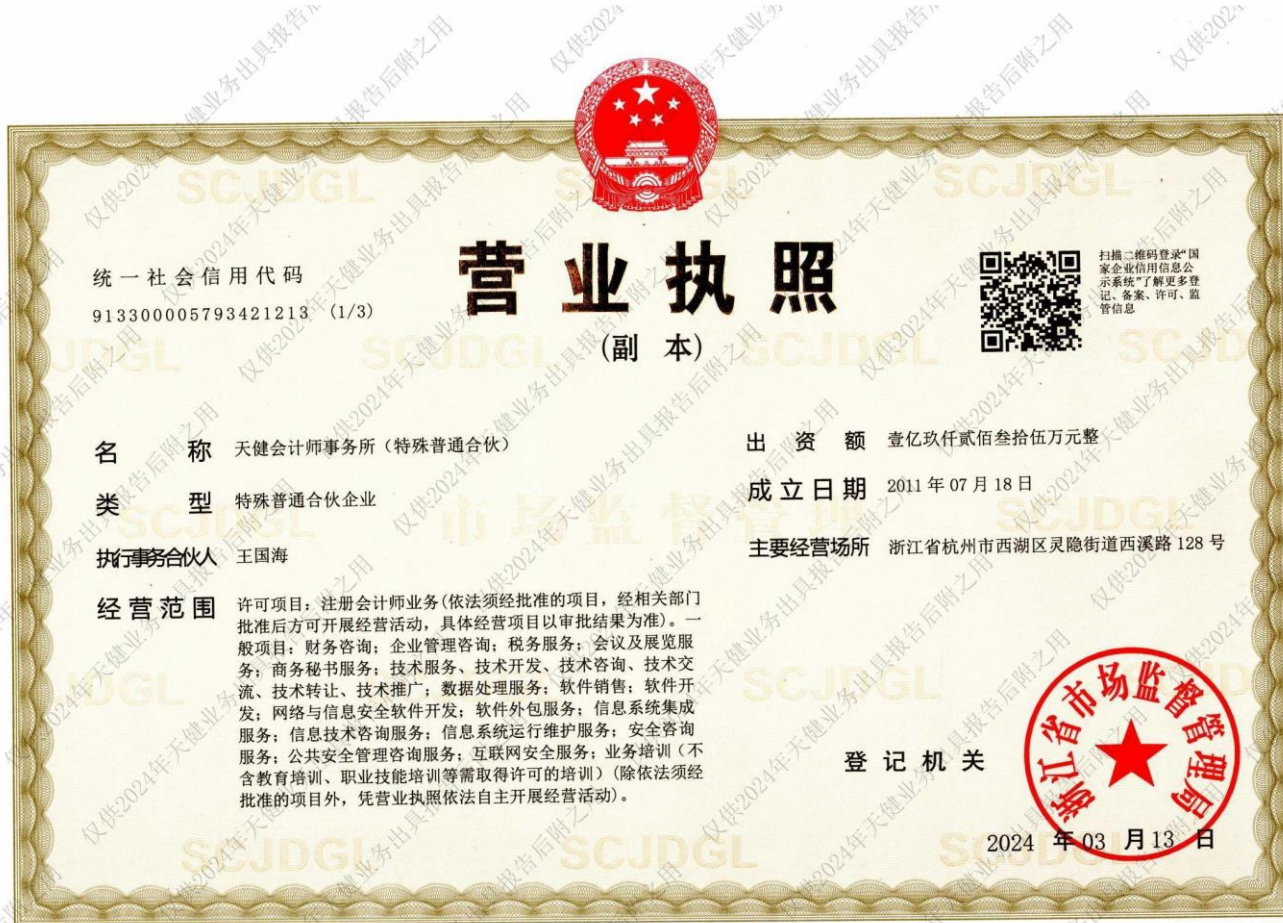 营业执照
(副 本)
统一社会信用代码
913300005793421213 (1/3)
扫描二维码登录“国
家企业信用信息公
示系统”了解更多登
记、备案、许可、监
管信息
名 称 天健会计师事务所（特殊普通合伙）
类 型 特殊普通合伙企业
执行事务合伙人 王国海
经营范围 许可项目：注册会计师业务(依法须经批准的项目，经相关部门
批准后方可开展经营活动，具体经营项目以审批结果为准)。一
般项目：财务咨询；企业管理咨询；税务服务；会议及展览服
务；商务秘书服务；技术服务、技术开发、技术咨询、技术交
流、技术转让、技术推广；数据处理服务；软件销售；软件开
发；网络与信息安全软件开发；软件外包服务；信息系统集成
服务；信息技术咨询服务；信息系统运行维护服务；安全咨询
服务；公共安全管理咨询服务；互联网安全服务；业务培训（不
含教育培训、职业技能培训等需取得许可的培训）(除依法须经
批准的项目外，凭营业执照依法自主开展经营活动)。
出 资 额 壹亿玖仟贰佰叁拾伍万元整
成立日期 2011年07月18日
主要经营场所 浙江省杭州市西湖区灵隐街道西溪路128号
登记机关
浙江省市场监督管理局
2024 年 03 月 13 日
SCJDGL
市场监督管理
仅供2024年天健业务出具报告后附之用